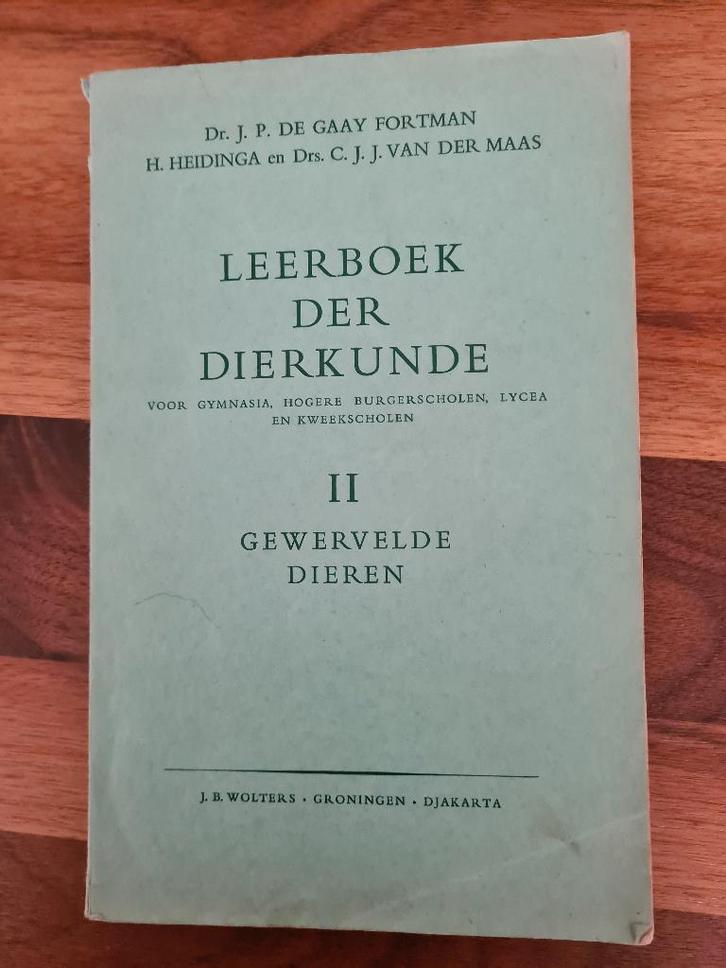 Dr. J. P. DE GAAY FORTMAN
H. HEIDINGA en Drs. C. J. J. VAN DER MAAS
LEERBOEK
DER
DIERKUNDE
VOOR GYMNASIA, HOGERE BURGERSCHOLEN, LYCEA
EN KWEEKSCHOLEN
II
GEWERVELDE
DIEREN
J. B. WOLTERS • GRONINGEN • DJAKARTA